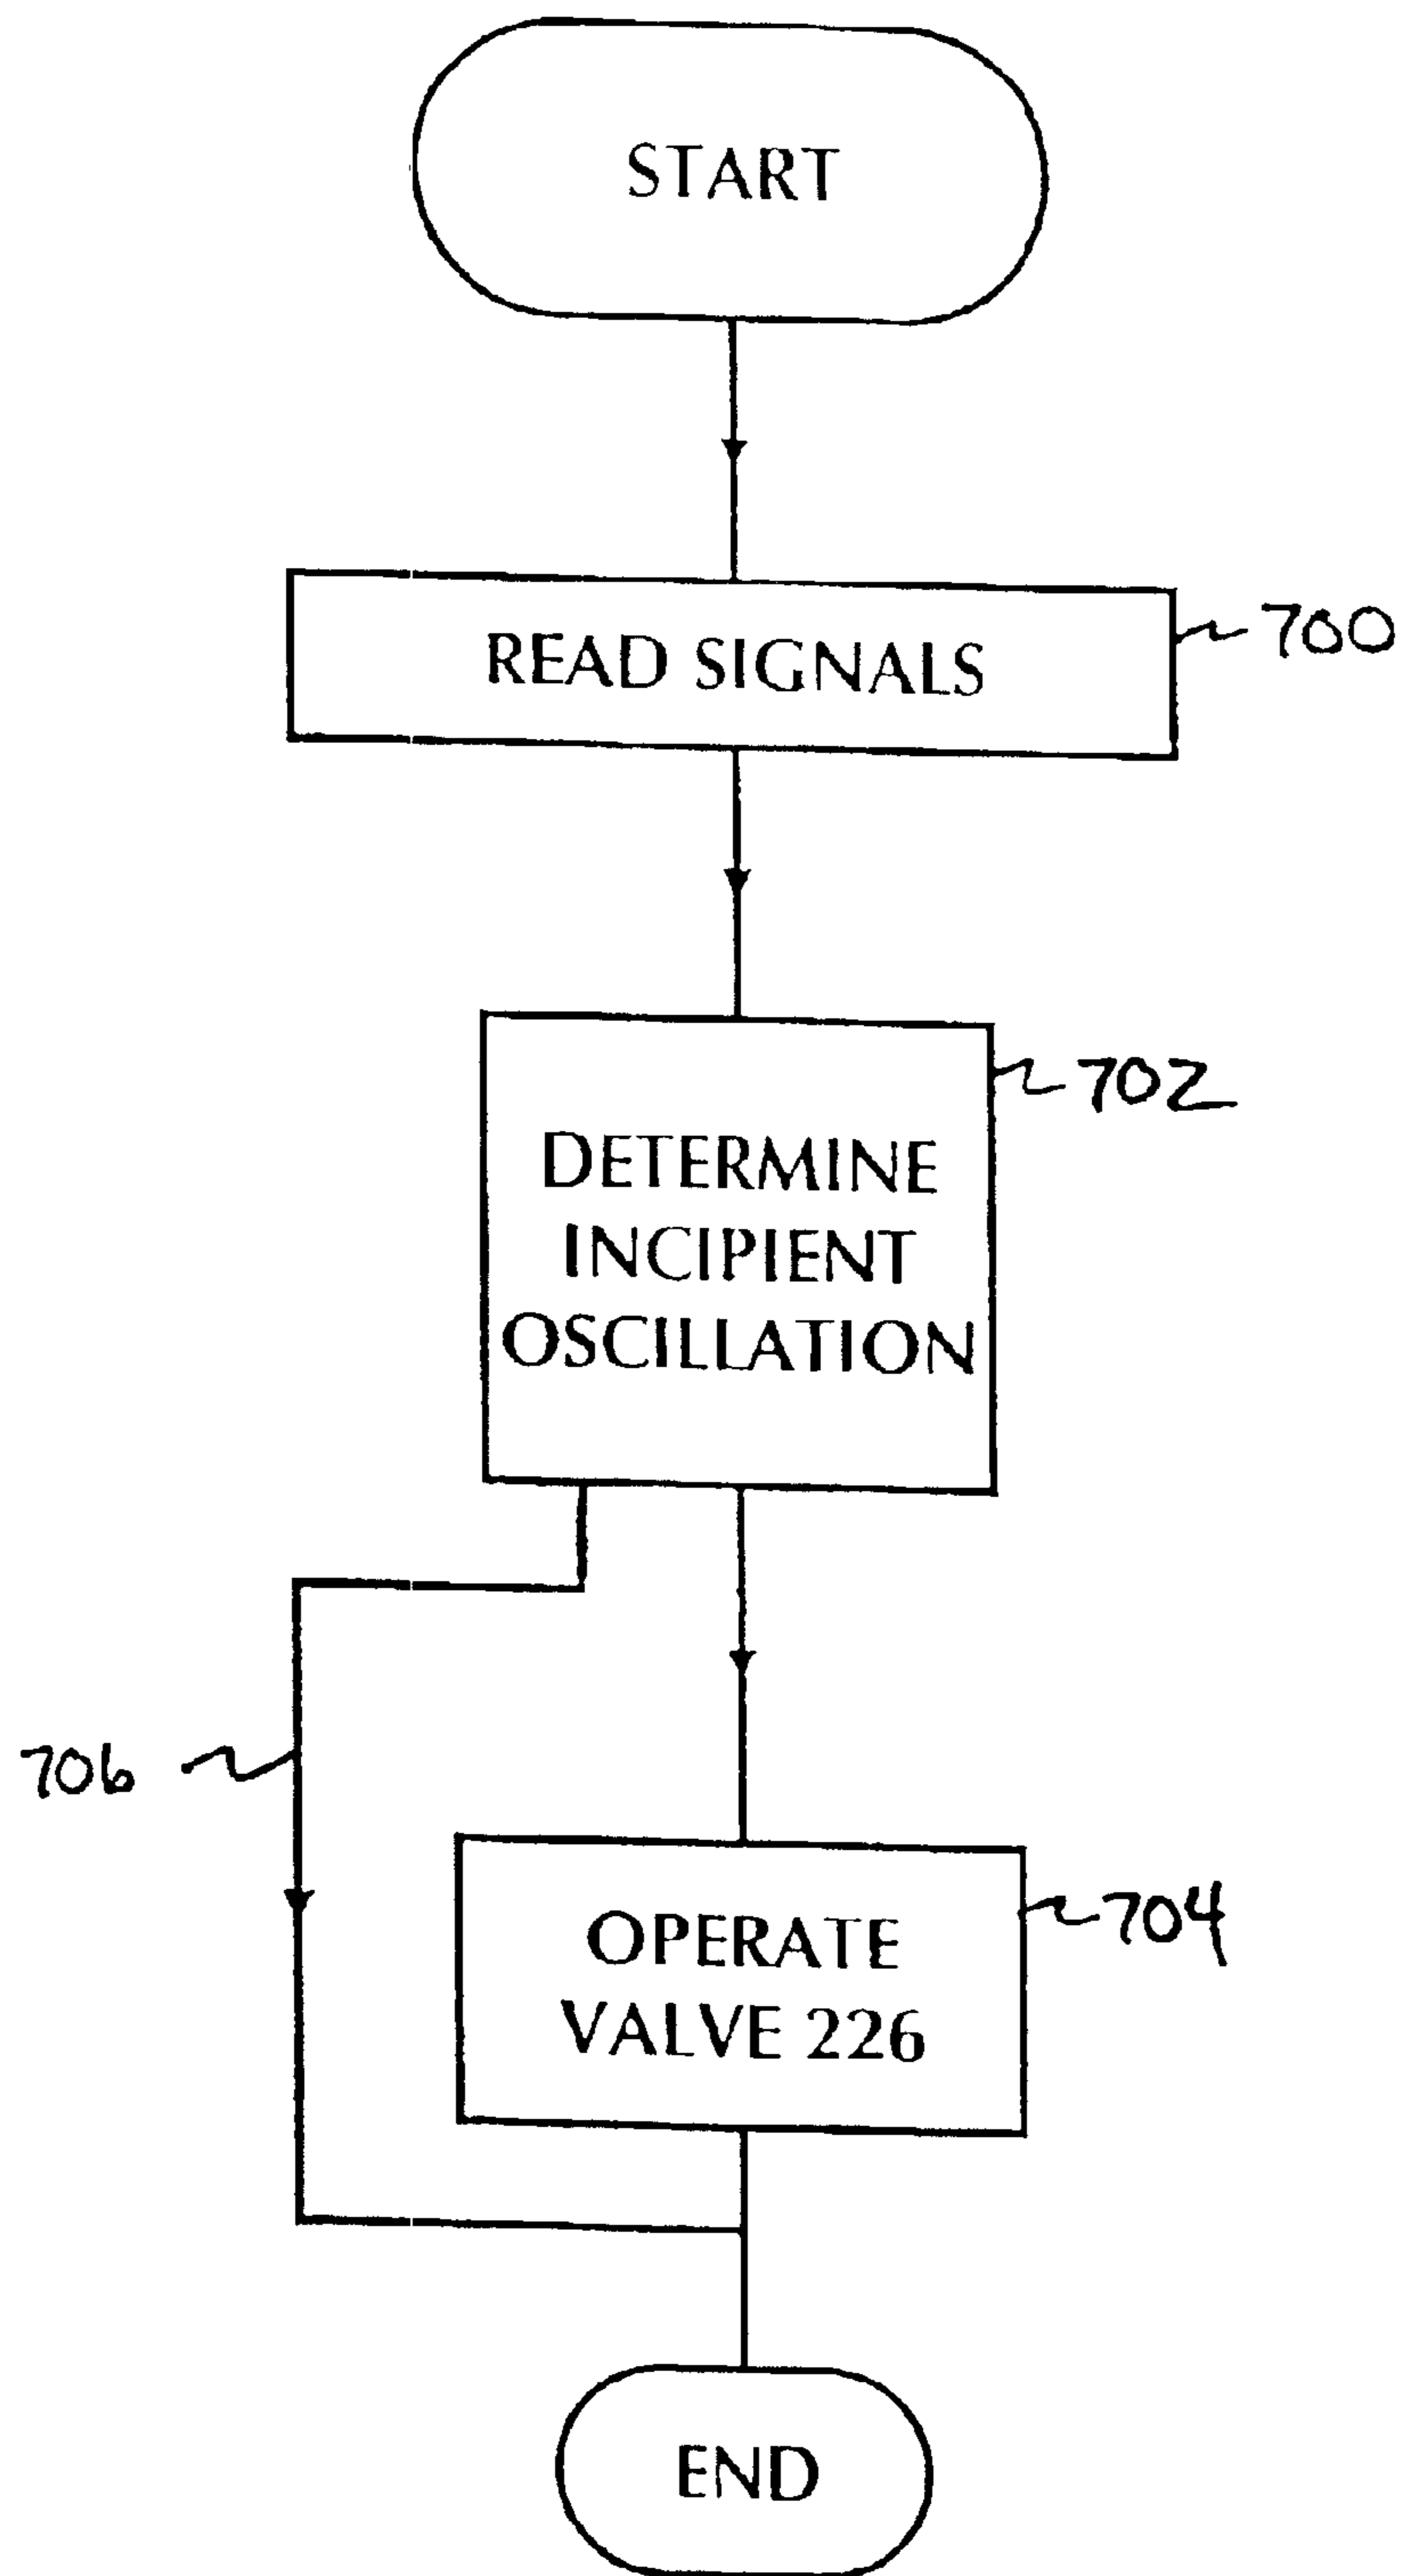 START
READ SIGNALS
700
702
DETERMINE
INCIPIENT
OSCILLATION
706
OPERATE
VALVE 226
704
END